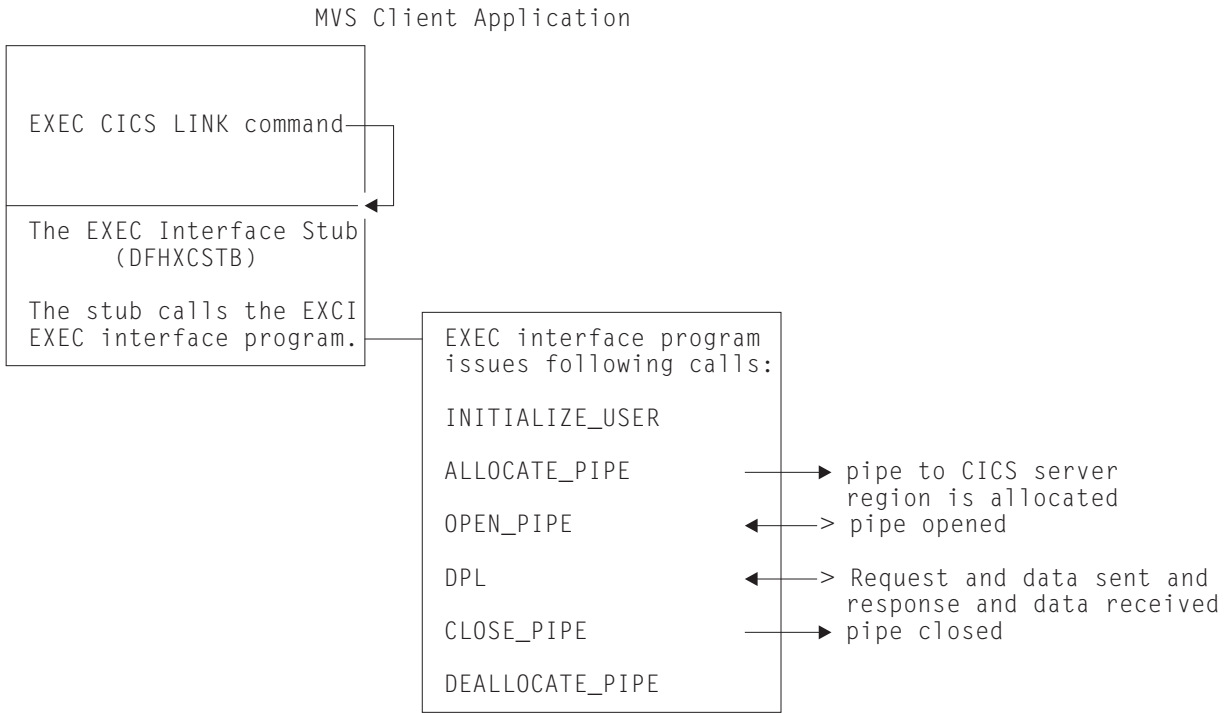 MVS Client Application
EXEC CICS LINK command
The EXEC Interface Stub
(DFHXCSTB)
The stub calls the EXCI
EXEC interface program.
EXEC interface program
issues following calls:
INITIALIZE_USER
ALLOCATE_PIPE
pipe to CICS server
region is allocated
OPEN_PIPE
> pipe opened
DPL
> Request and data sent and
response and data received
CLOSE_PIPE
pipe closed
DEALLOCATE_PIPE